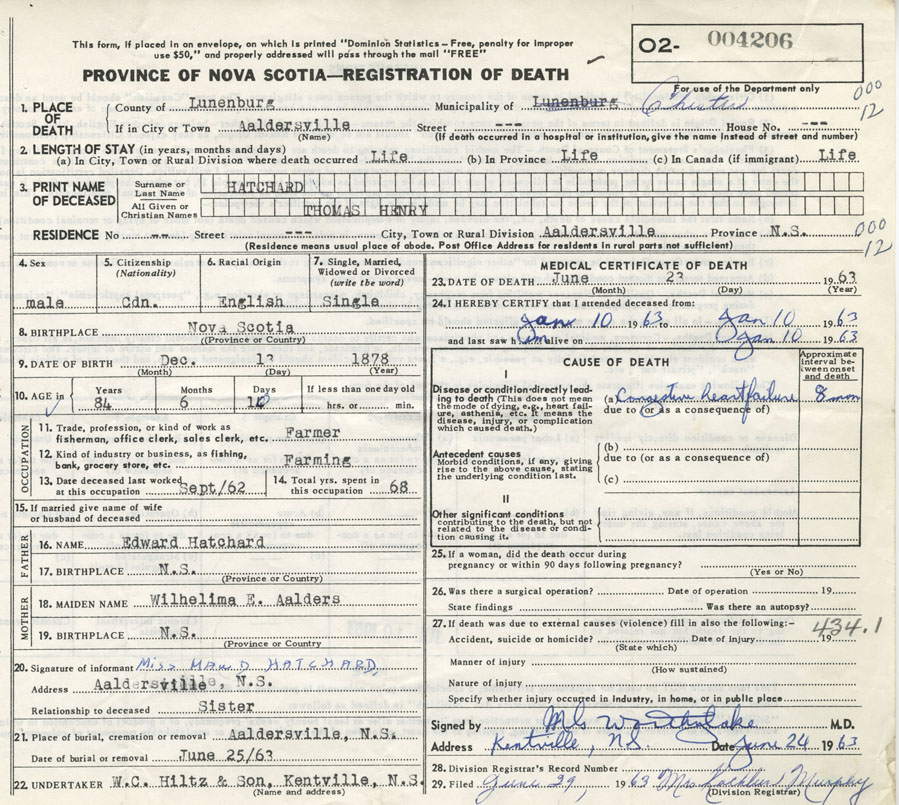 This form, if placed in an envelope, on which is printed "Dominion Statistics – Free, penalty for improper
use $50," and properly addressed will pass through the mail "FREE"
PROVINCE OF NOVA SCOTIA—REGISTRATION OF DEATH
O2- 004206
For use of the Department only
000
12
1. PLACE OF DEATH
County of Lunenburg Municipality of Lunenburg
If in City or Town Aaldersville Street --- House No. ---
(If death occurred in a hospital or institution, give the name instead of street and number)
2. LENGTH OF STAY (in years, months and days)
(a) In City, Town or Rural Division where death occurred Life (b) In Province Life (c) In Canada (if immigrant) Life
3. PRINT NAME OF DECEASED
Surname or Last Name HATCHARD
All Given or Christian Names THOMAS HENRY
RESIDENCE No -- Street --- City, Town or Rural Division Aaldersville Province N.S.
000
12
(Residence means usual place of abode. Post Office Address for residents in rural parts not sufficient)
4. Sex male
5. Citizenship (Nationality) Cdn.
6. Racial Origin English
7. Single, Married, Widowed or Divorced (write the word) Single
8. BIRTHPLACE Nova Scotia
(Province or Country)
9. DATE OF BIRTH Dec. 13 1878
(Month) (Day) (Year)
10. AGE in Years 84 Months 6 Days If less than one day old hrs. or min.
OCCUPATION
11. Trade, profession, or kind of work as fisherman, office clerk, sales clerk, etc. Farmer
12. Kind of industry or business, as fishing, bank, grocery store, etc. Farming
13. Date deceased last worked at this occupation Sept/62
14. Total yrs. spent in this occupation 68
15. If married give name of wife or husband of deceased
FATHER
16. NAME Edward Hatchard
17. BIRTHPLACE N.S.
(Province or Country)
MOTHER
18. MAIDEN NAME Wilhelima E. Aalders
19. BIRTHPLACE N.S.
(Province or Country)
20. Signature of informant Miss MAUD HATCHARD
Address Aaldersville, N.S.
Relationship to deceased Sister
21. Place of burial, cremation or removal Aaldersville, N.S.
Date of burial or removal June 25/63
22. UNDERTAKER W.C. Hiltz & Son, Kentville, N.S.
(Name and address)
MEDICAL CERTIFICATE OF DEATH
23. DATE OF DEATH June 23 1963
(Month) (Day) (Year)
24. I HEREBY CERTIFY that I attended deceased from:
Jan 10 1963 to Jan 10 1963
and last saw him alive on Jan 10 1963
CAUSE OF DEATH
Approximate interval between onset and death
I
Disease or condition directly leading to death (This does not mean the mode of dying, e.g., heart failure, asthenia, etc. It means the disease, injury, or complication which caused death.)
(a) Congestive heart failure 8 mon
due to (or as a consequence of)
Antecedent causes
Morbid conditions, if any, giving rise to the above cause, stating the underlying condition last.
(b)
due to (or as a consequence of)
(c)
II
Other significant conditions
contributing to the death, but not related to the disease or condition causing it.
25. If a woman, did the death occur during pregnancy or within 90 days following pregnancy?
(Yes or No)
26. Was there a surgical operation? Date of operation 19
State findings Was there an autopsy?
27. If death was due to external causes (violence) fill in also the following:-
434.1
Accident, suicide or homicide? Date of injury 19
(State which)
Manner of injury
(How sustained)
Nature of injury
Specify whether injury occurred in industry, in home, or in public place
Signed by M.D.
Address Kentville, NS. Date June 24 1963
28. Division Registrar's Record Number
29. Filed June 29 1963 Mrs Murphy
(Division Registrar)